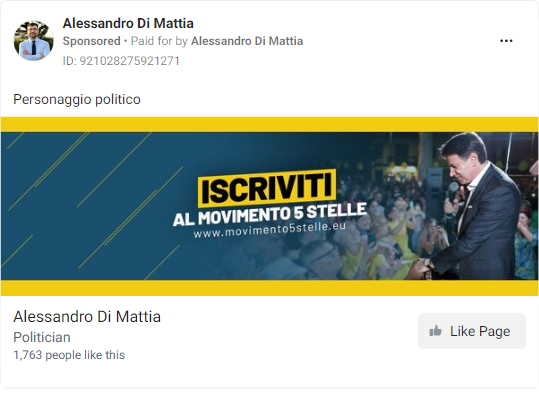 Alessandro Di Mattia
Sponsored • Paid for by Alessandro Di Mattia
ID: 921028275921271
Personaggio politico
ISCRIVITI
AL MOVIMENTO 5 STELLE
www.movimento5stelle.eu
Alessandro Di Mattia
Politician
1,763 people like this
Like Page